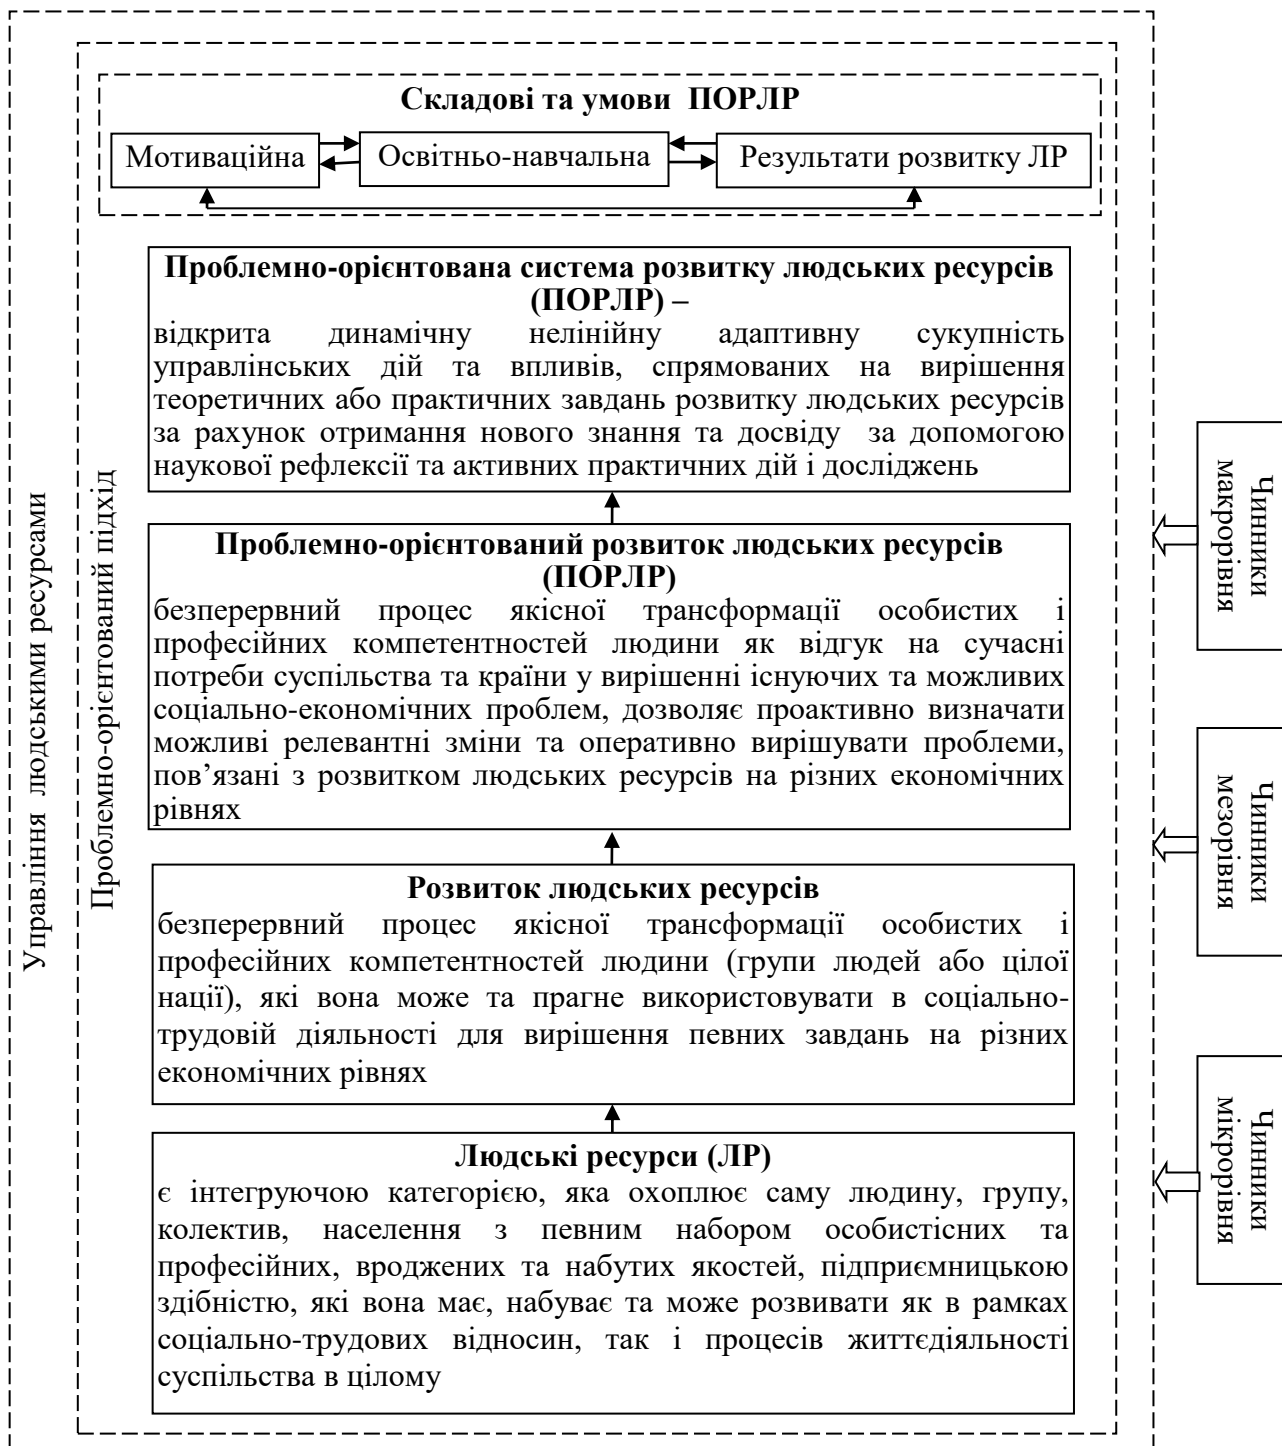 Складові та умови ПОРЛР
Мотиваційна
Освітньо-навчальна
Результати розвитку ЛР
Проблемно-орієнтована система розвитку людських ресурсів
(ПОРЛР) –
відкрита динамічну нелінійну адаптивну сукупність
управлінських дій та впливів, спрямованих на вирішення
теоретичних або практичних завдань розвитку людських ресурсів
за рахунок отримання нового знання та досвіду за допомогою
наукової рефлексії та активних практичних дій і досліджень
Проблемно-орієнтований розвиток людських ресурсів
(ПОРЛР)
безперервний процес якісної трансформації особистих і
професійних компетентностей людини як відгук на сучасні
потреби суспільства та країни у вирішенні існуючих та можливих
соціально-економічних проблем, дозволяє проактивно визначати
можливі релевантні зміни та оперативно вирішувати проблеми,
пов’язані з розвитком людських ресурсів на різних економічних
рівнях
Розвиток людських ресурсів
безперервний процес якісної трансформації особистих і
професійних компетентностей людини (групи людей або цілої
нації), які вона може та прагне використовувати в соціально-
трудовій діяльності для вирішення певних завдань на різних
економічних рівнях
Людські ресурси (ЛР)
є інтегруючою категорією, яка охоплює саму людину, групу,
колектив, населення з певним набором особистісних та
професійних, вроджених та набутих якостей, підприємницькою
здібністю, які вона має, набуває та може розвивати як в рамках
соціально-трудових відносин, так і процесів життєдіяльності
суспільства в цілому
Управління людськими ресурсами
Проблемно-орієнтований підхід
Чинники
макрорівня
Чинники
мезорівня
Чинники
мікрорівня